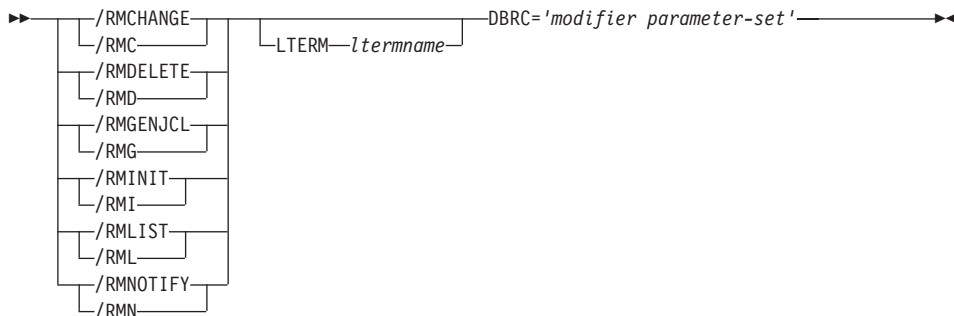 /RMCHANGE DBRC='modifier parameter-set'
/RMC LTERM ltermname
/RMDELETE
/RMD
/RMGENJCL
/RMG
/RMINIT
/RMI
/RMLIST
/RML
/RMNOTIFY
/RMN